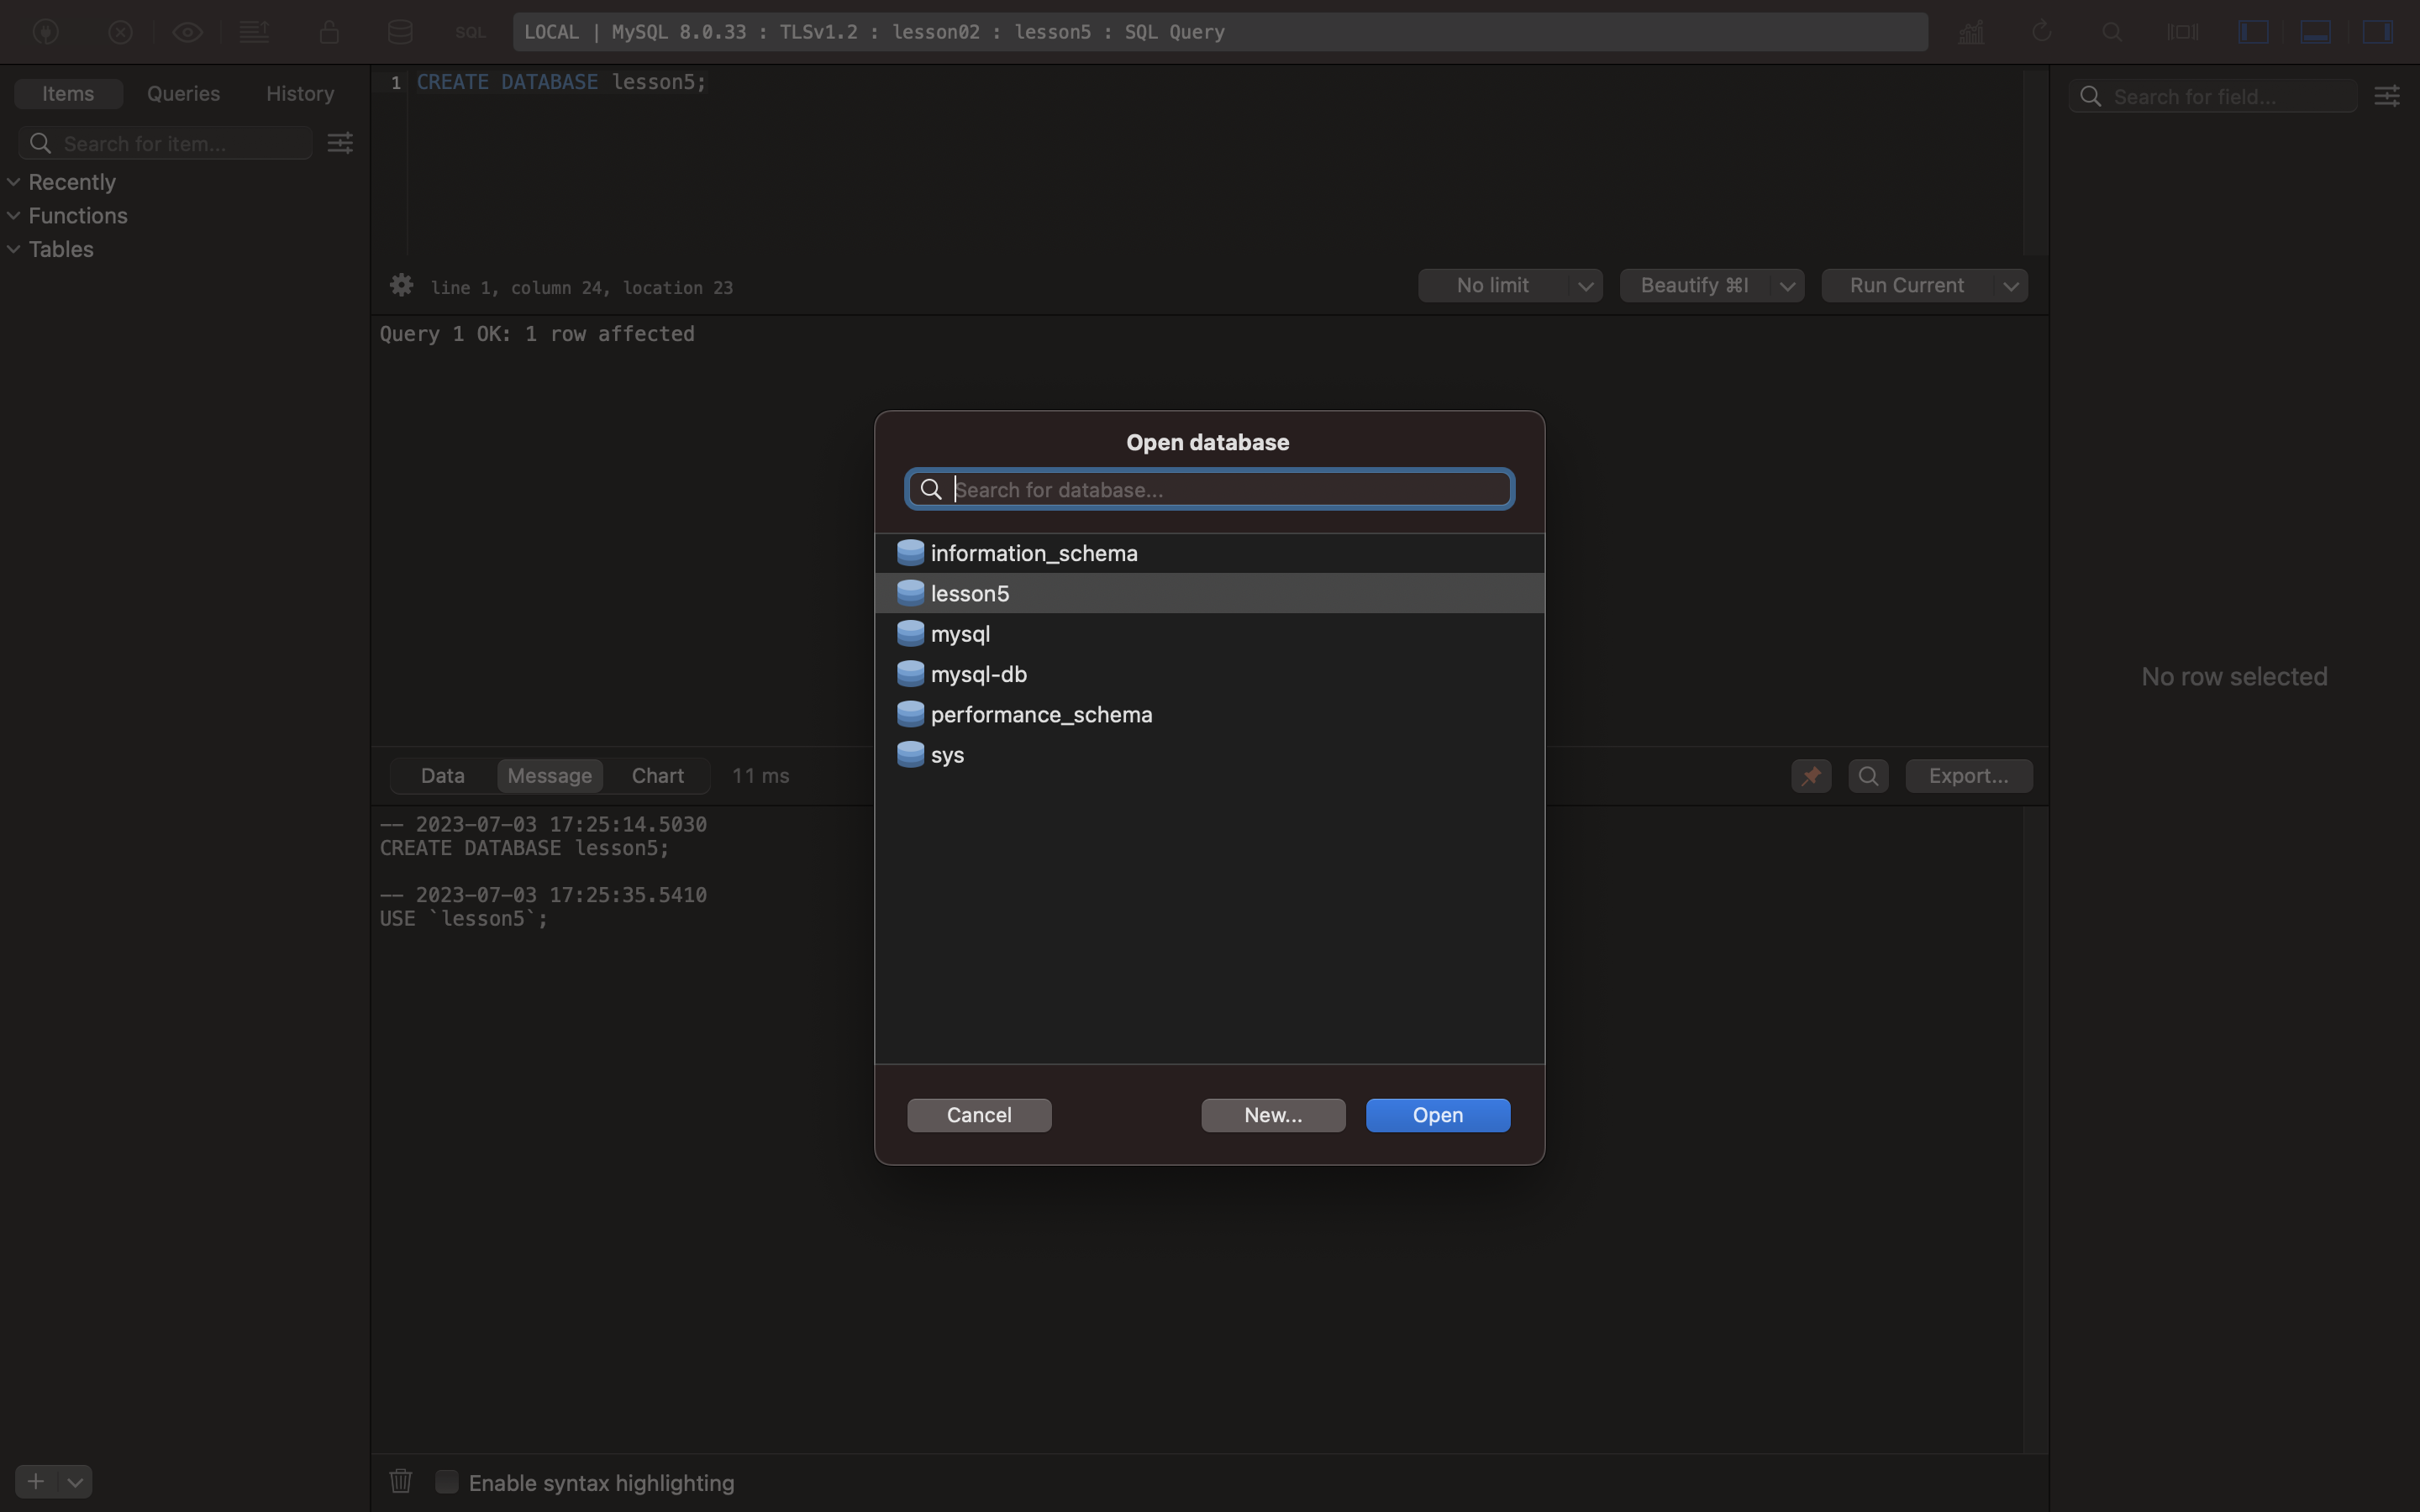 SQL
LOCAL | MySQL 8.0.33 : TLSv1.2 : lesson02 : lesson5 : SQL Query
Items Queries History
Search for item...
Recently
Functions
Tables
1 CREATE DATABASE lesson5;
line 1, column 24, location 23
No limit
Beautify ⌘I
Run Current
Query 1 OK: 1 row affected
Search for field...
No row selected
Open database
Search for database...
information_schema
lesson5
mysql
mysql-db
performance_schema
sys
Cancel
New...
Open
Data Message Chart 11 ms
Export...
-- 2023-07-03 17:25:14.5030
CREATE DATABASE lesson5;
-- 2023-07-03 17:25:35.5410
USE `lesson5`;
Enable syntax highlighting